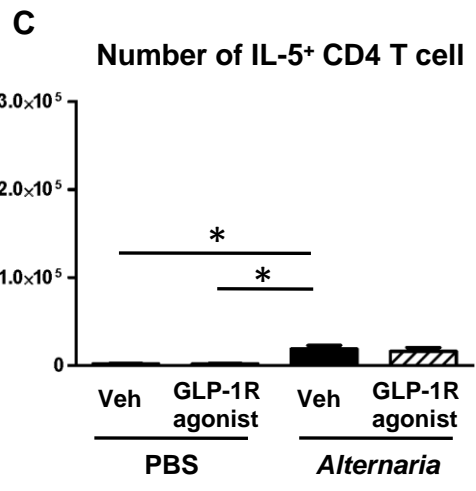 C
Number of IL-5⁺ CD4 T cell
3.0×10⁵
2.0×10⁵
*
*
1.0×10⁵
0
Veh GLP-1R agonist Veh GLP-1R agonist
PBS Alternaria